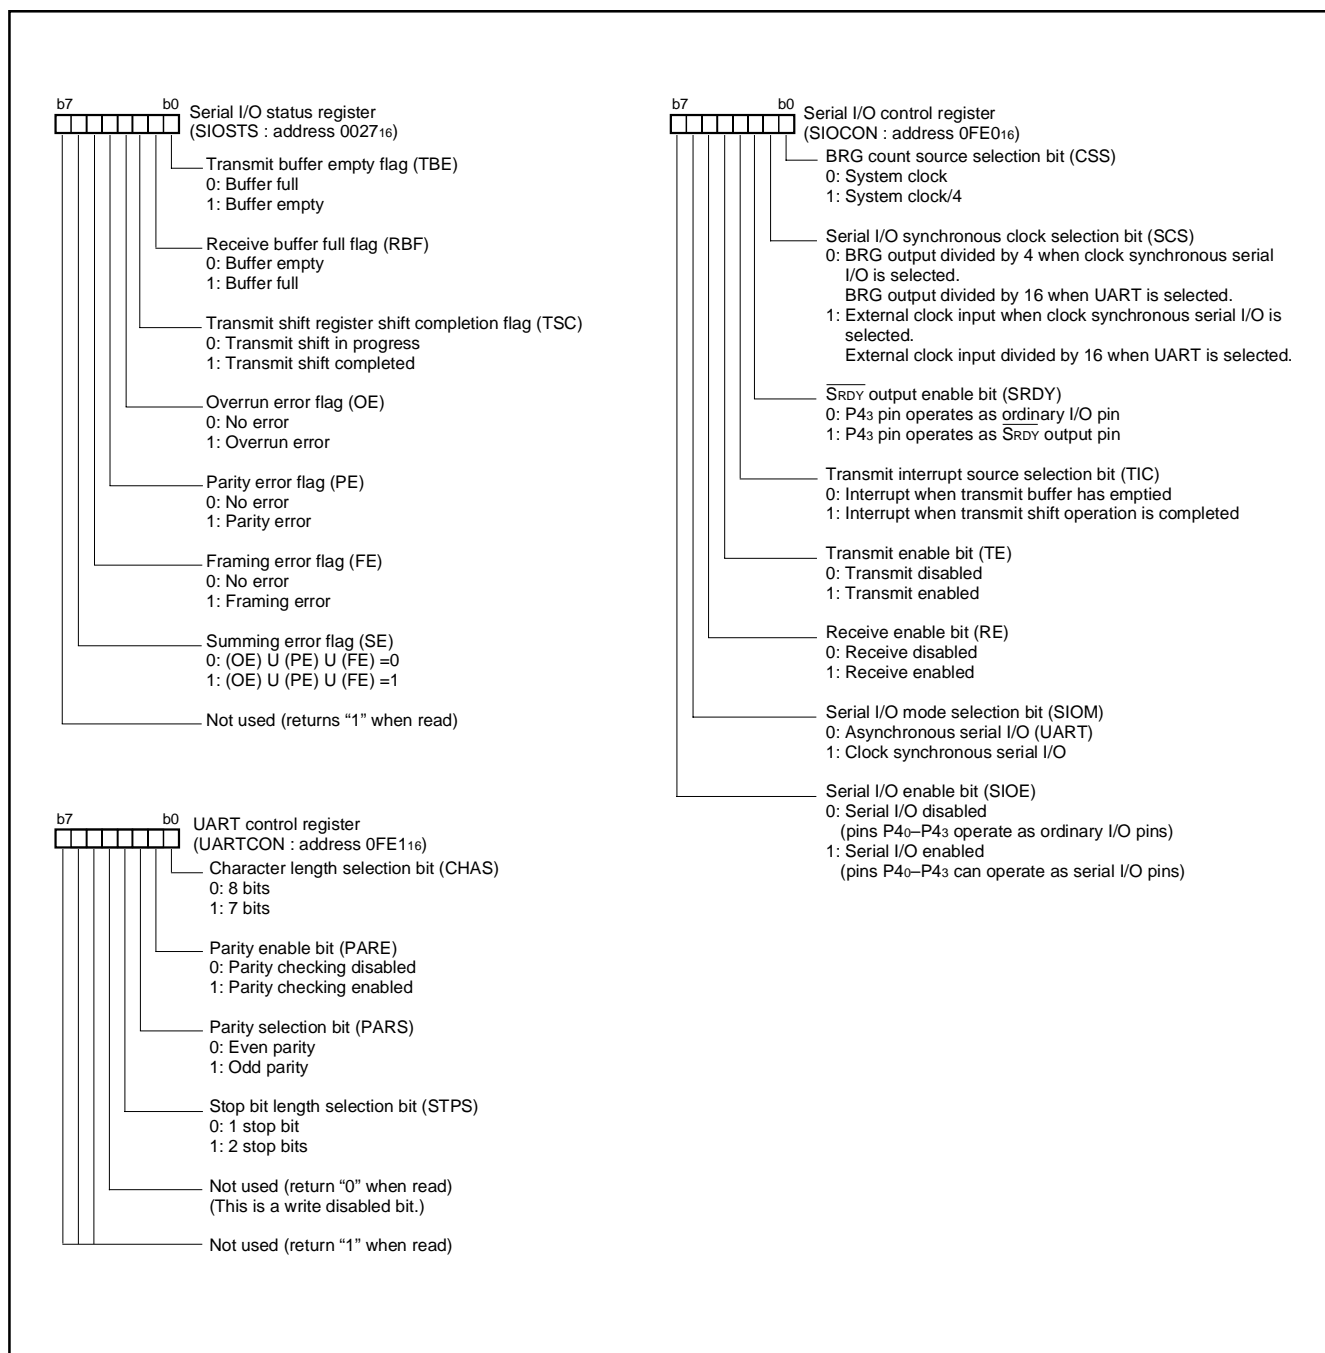 b7 b0
Serial I/O status register
(SIOSTS : address 002716)
Transmit buffer empty flag (TBE)
0: Buffer full
1: Buffer empty
Receive buffer full flag (RBF)
0: Buffer empty
1: Buffer full
Transmit shift register shift completion flag (TSC)
0: Transmit shift in progress
1: Transmit shift completed
Overrun error flag (OE)
0: No error
1: Overrun error
Parity error flag (PE)
0: No error
1: Parity error
Framing error flag (FE)
0: No error
1: Framing error
Summing error flag (SE)
0: (OE) U (PE) U (FE) =0
1: (OE) U (PE) U (FE) =1
Not used (returns “1” when read)
b7 b0
UART control register
(UARTCON : address 0FE116)
Character length selection bit (CHAS)
0: 8 bits
1: 7 bits
Parity enable bit (PARE)
0: Parity checking disabled
1: Parity checking enabled
Parity selection bit (PARS)
0: Even parity
1: Odd parity
Stop bit length selection bit (STPS)
0: 1 stop bit
1: 2 stop bits
Not used (return “0” when read)
(This is a write disabled bit.)
Not used (return “1” when read)
b7 b0
Serial I/O control register
(SIOCON : address 0FE016)
BRG count source selection bit (CSS)
0: System clock
1: System clock/4
Serial I/O synchronous clock selection bit (SCS)
0: BRG output divided by 4 when clock synchronous serial
I/O is selected.
BRG output divided by 16 when UART is selected.
1: External clock input when clock synchronous serial I/O is
selected.
External clock input divided by 16 when UART is selected.
SRDY output enable bit (SRDY)
0: P43 pin operates as ordinary I/O pin
1: P43 pin operates as SRDY output pin
Transmit interrupt source selection bit (TIC)
0: Interrupt when transmit buffer has emptied
1: Interrupt when transmit shift operation is completed
Transmit enable bit (TE)
0: Transmit disabled
1: Transmit enabled
Receive enable bit (RE)
0: Receive disabled
1: Receive enabled
Serial I/O mode selection bit (SIOM)
0: Asynchronous serial I/O (UART)
1: Clock synchronous serial I/O
Serial I/O enable bit (SIOE)
0: Serial I/O disabled
(pins P40–P43 operate as ordinary I/O pins)
1: Serial I/O enabled
(pins P40–P43 can operate as serial I/O pins)